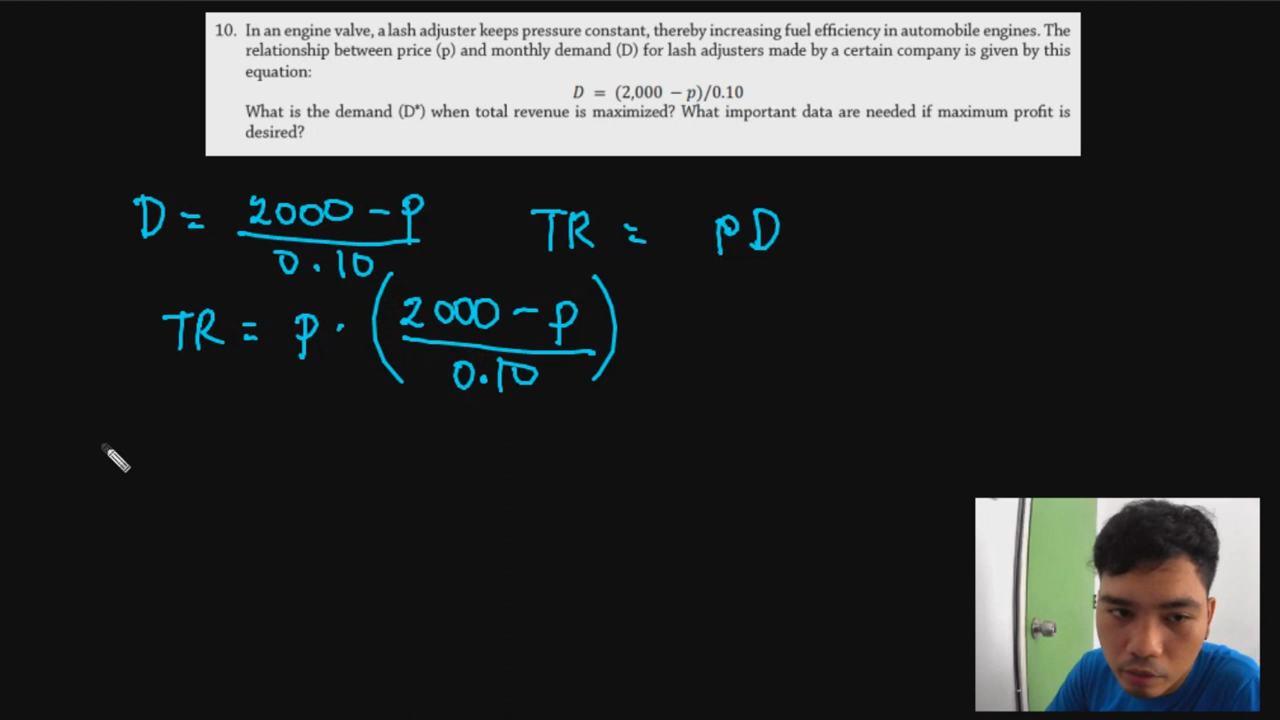 10. In an engine valve, a lash adjuster keeps pressure constant, thereby increasing fuel efficiency in automobile engines. The
relationship between price (p) and monthly demand (D) for lash adjusters made by a certain company is given by this
equation:
D = (2,000 − p)/0.10
What is the demand (D*) when total revenue is maximized? What important data are needed if maximum profit is
desired?
D = (2000 − p)/0.10 TR = pD
TR = p · ((2000 − p)/0.10)